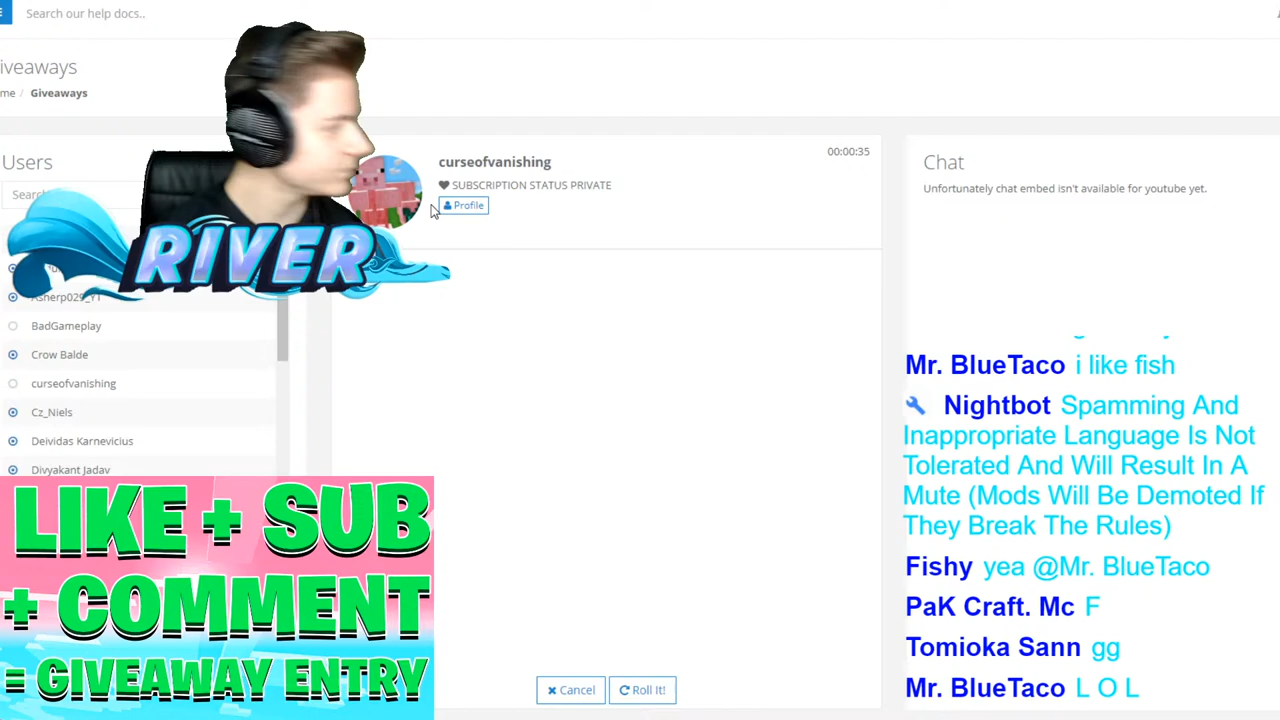 Search our help docs..
iveaways
me / Giveaways
Users
Sear
Asherp029_YT
BadGameplay
Crow Balde
curseofvanishing
Cz_Niels
Deividas Karnevicius
Divyakant Jadav
RIVER
LIKE + SUB
+ COMMENT
= GIVEAWAY ENTRY
curseofvanishing
SUBSCRIPTION STATUS PRIVATE
Profile
00:00:35
Cancel
Roll It!
Chat
Unfortunately chat embed isn't available for youtube yet.
Mr. BlueTaco i like fish
Nightbot Spamming And
Inappropriate Language Is Not
Tolerated And Will Result In A
Mute (Mods Will Be Demoted If
They Break The Rules)
Fishy yea @Mr. BlueTaco
PaK Craft. Mc F
Tomioka Sann gg
Mr. BlueTaco L O L